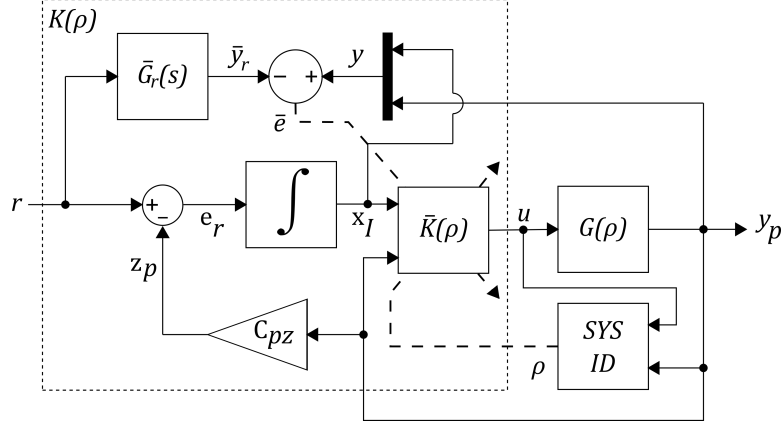 K(ρ)
Ḡr(s)
ȳr
−
+
y
ē
r
+
−
er
∫
xI
K̄(ρ)
u
G(ρ)
yp
zp
Cpz
ρ
SYS
ID